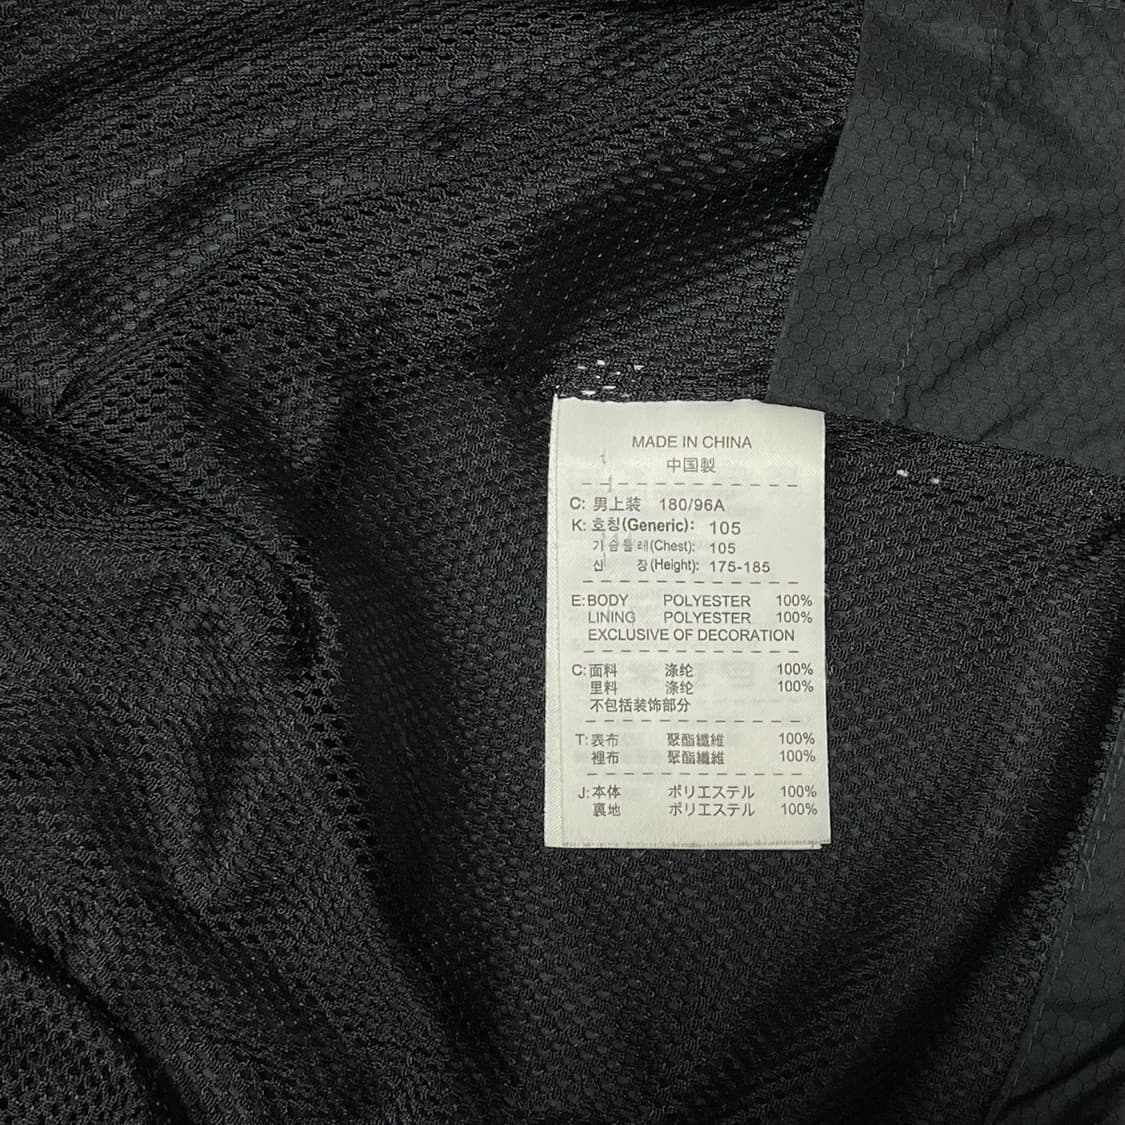 MADE IN CHINA
中国製
C: 男上装 180/96A
K: 호칭(Generic): 105
가슴둘레(Chest): 105
신 장(Height): 175-185
E: BODY POLYESTER 100%
LINING POLYESTER 100%
EXCLUSIVE OF DECORATION
C: 面料 涤纶 100%
里料 涤纶 100%
不包括装饰部分
T: 表布 聚酯纖維 100%
裡布 聚酯纖維 100%
J: 本体 ポリエステル 100%
裏地 ポリエステル 100%